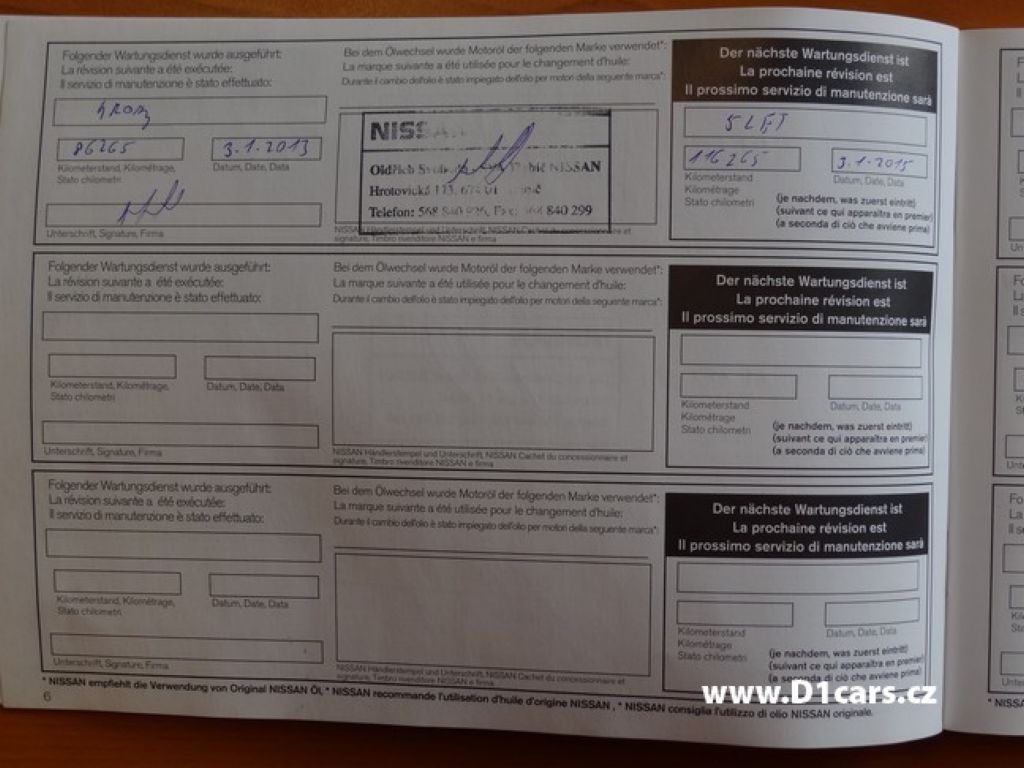 Folgender Wartungsdienst wurde ausgeführt:
La révision suivante a été exécutée:
Il servizio di manutenzione è stato effettuato:
4ROKY
86265
3.1.2013
Kilometerstand, Kilométrage,
Stato chilometri
Datum, Date, Data
Unterschrift, Signature, Firma
Bei dem Ölwechsel wurde Motoröl der folgenden Marke verwendet*:
La marque suivante a été utilisée pour le changement d'huile:
Durante il cambio dell'olio è stato impiegato dell'olio per motori della seguente marca*:
NISSAN
Oldřich NISSAN
Hrotovická
Telefon: 568 840 299
NISSAN Händlerstempel und Unterschrift, NISSAN Cachet du concessionnaire et
signature, Timbro rivenditore NISSAN e firma
Der nächste Wartungsdienst ist
La prochaine révision est
Il prossimo servizio di manutenzione sarà
5 LET
116265
3.1.2015
Kilometerstand
Kilométrage
Stato chilometri
Datum, Date, Data
(je nachdem, was zuerst eintritt)
(suivant ce qui apparaîtra en premier)
(a seconda di ciò che avviene prima)
Folgender Wartungsdienst wurde ausgeführt:
La révision suivante a été exécutée:
Il servizio di manutenzione è stato effettuato:
Kilometerstand, Kilométrage,
Stato chilometri
Datum, Date, Data
Unterschrift, Signature, Firma
Bei dem Ölwechsel wurde Motoröl der folgenden Marke verwendet*:
La marque suivante a été utilisée pour le changement d'huile:
Durante il cambio dell'olio è stato impiegato dell'olio per motori della seguente marca*:
NISSAN Händlerstempel und Unterschrift, NISSAN Cachet du concessionnaire et
signature, Timbro rivenditore NISSAN e firma
Der nächste Wartungsdienst ist
La prochaine révision est
Il prossimo servizio di manutenzione sarà
Kilometerstand
Kilométrage
Stato chilometri
Datum, Date, Data
(je nachdem, was zuerst eintritt)
(suivant ce qui apparaîtra en premier)
(a seconda di ciò che avviene prima)
Folgender Wartungsdienst wurde ausgeführt:
La révision suivante a été exécutée:
Il servizio di manutenzione è stato effettuato:
Kilometerstand, Kilométrage,
Stato chilometri
Datum, Date, Data
Unterschrift, Signature, Firma
Bei dem Ölwechsel wurde Motoröl der folgenden Marke verwendet*:
La marque suivante a été utilisée pour le changement d'huile:
Durante il cambio dell'olio è stato impiegato dell'olio per motori della seguente marca*:
NISSAN Händlerstempel und Unterschrift, NISSAN Cachet du concessionnaire et
signature, Timbro rivenditore NISSAN e firma
Der nächste Wartungsdienst ist
La prochaine révision est
Il prossimo servizio di manutenzione sarà
Kilometerstand
Kilométrage
Stato chilometri
Datum, Date, Data
(je nachdem, was zuerst eintritt)
(suivant ce qui apparaîtra en premier)
(a seconda di ciò che avviene prima)
* NISSAN empfiehlt die Verwendung von Original NISSAN Öl, * NISSAN recommande l'utilisation d'huile d'origine NISSAN , * NISSAN consiglia l'utilizzo di olio NISSAN originale.
6
www.D1cars.cz